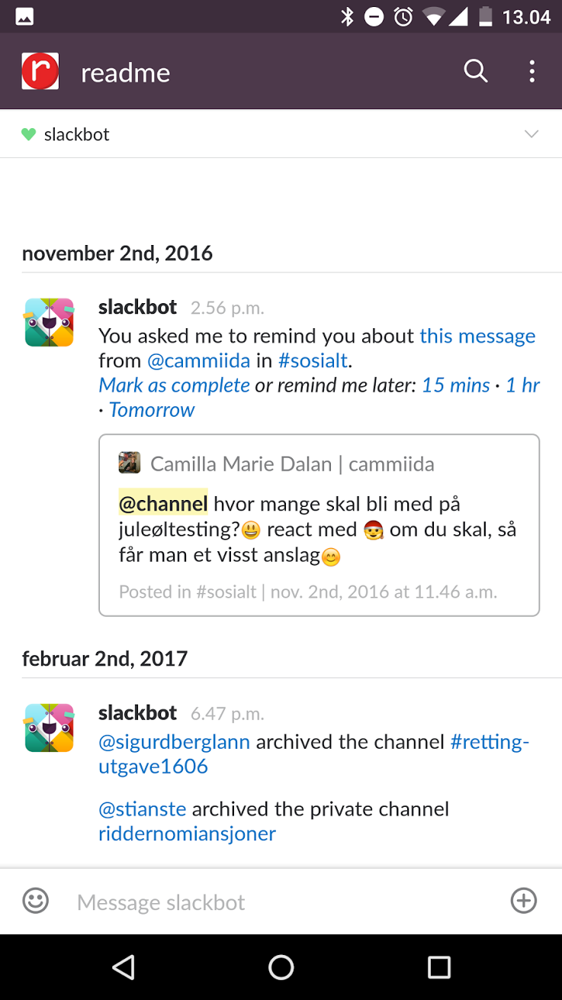 13.04
r readme
slackbot
november 2nd, 2016
slackbot 2.56 p.m.
You asked me to remind you about this message
from @cammiida in #sosialt.
Mark as complete or remind me later: 15 mins · 1 hr
· Tomorrow
Camilla Marie Dalan | cammiida
@channel hvor mange skal bli med på
juleøltesting?😃 react med 🤶 om du skal, så
får man et visst anslag😊
Posted in #sosialt | nov. 2nd, 2016 at 11.46 a.m.
februar 2nd, 2017
slackbot 6.47 p.m.
@sigurdberglann archived the channel #retting-
utgave1606
@stianste archived the private channel
riddernomiansjoner
Message slackbot